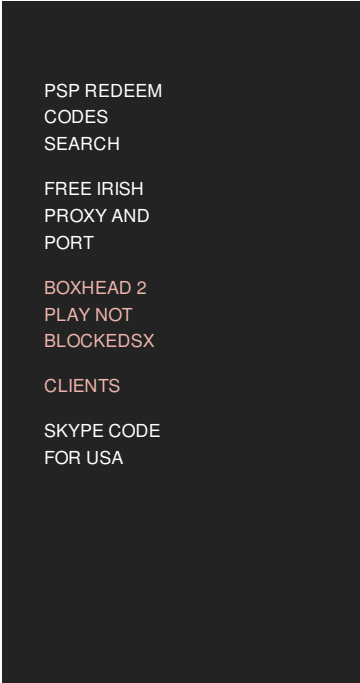 PSP REDEEM
CODES
SEARCH
FREE IRISH
PROXY AND
PORT
BOXHEAD 2
PLAY NOT
BLOCKEDSX
CLIENTS
SKYPE CODE
FOR USA